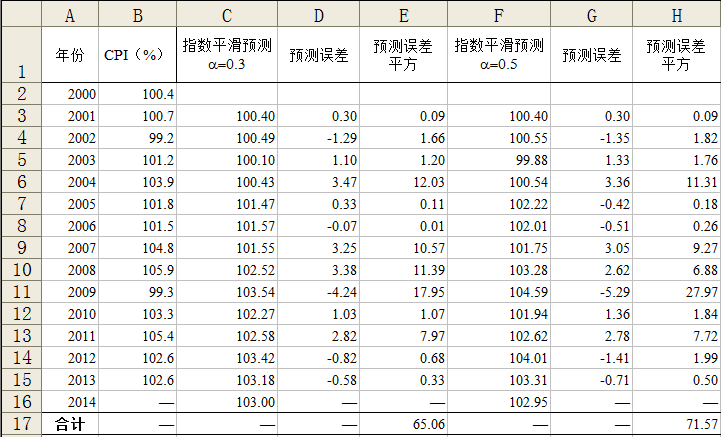 A B C D E F G H
1 年份 CPI（%） 指数平滑预测 α=0.3 预测误差 预测误差平方 指数平滑预测 α=0.5 预测误差 预测误差平方
2 2000 100.4
3 2001 100.7 100.40 0.30 0.09 100.40 0.30 0.09
4 2002 99.2 100.49 -1.29 1.66 100.55 -1.35 1.82
5 2003 101.2 100.10 1.10 1.20 99.88 1.33 1.76
6 2004 103.9 100.43 3.47 12.03 100.54 3.36 11.31
7 2005 101.8 101.47 0.33 0.11 102.22 -0.42 0.18
8 2006 101.5 101.57 -0.07 0.01 102.01 -0.51 0.26
9 2007 104.8 101.55 3.25 10.57 101.75 3.05 9.27
10 2008 105.9 102.52 3.38 11.39 103.28 2.62 6.88
11 2009 99.3 103.54 -4.24 17.95 104.59 -5.29 27.97
12 2010 103.3 102.27 1.03 1.07 101.94 1.36 1.84
13 2011 105.4 102.58 2.82 7.97 102.62 2.78 7.72
14 2012 102.6 103.42 -0.82 0.68 104.01 -1.41 1.99
15 2013 102.6 103.18 -0.58 0.33 103.31 -0.71 0.50
16 2014 — 103.00 — — 102.95 — —
17 合计 — — — 65.06 — — 71.57